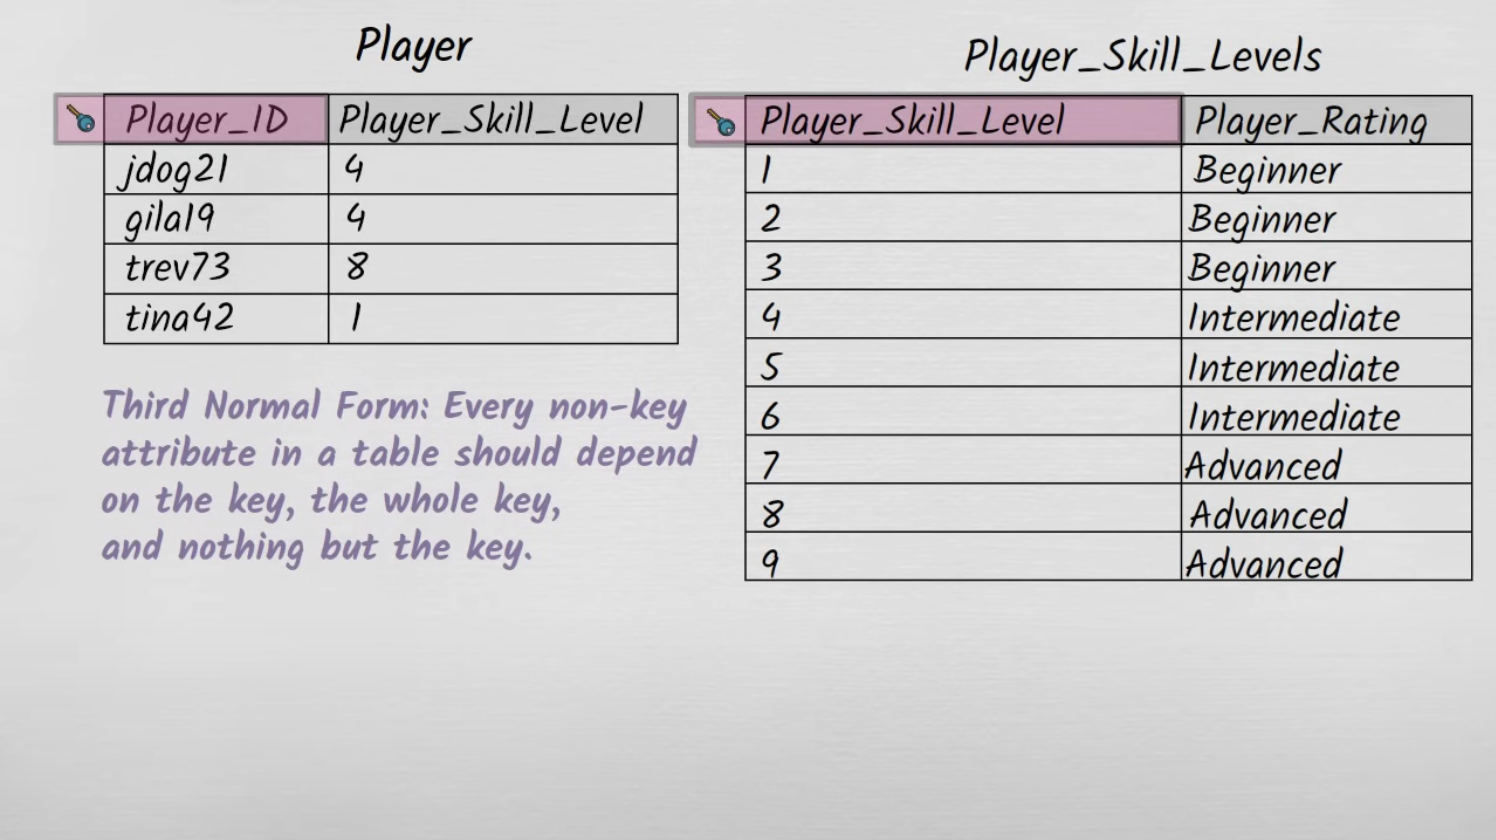 Player
Player_ID Player_Skill_Level
jdog21 4
gila19 4
trev73 8
tina42 1
Third Normal Form: Every non-key
attribute in a table should depend
on the key, the whole key,
and nothing but the key.
Player_Skill_Levels
Player_Skill_Level Player_Rating
1 Beginner
2 Beginner
3 Beginner
4 Intermediate
5 Intermediate
6 Intermediate
7 Advanced
8 Advanced
9 Advanced